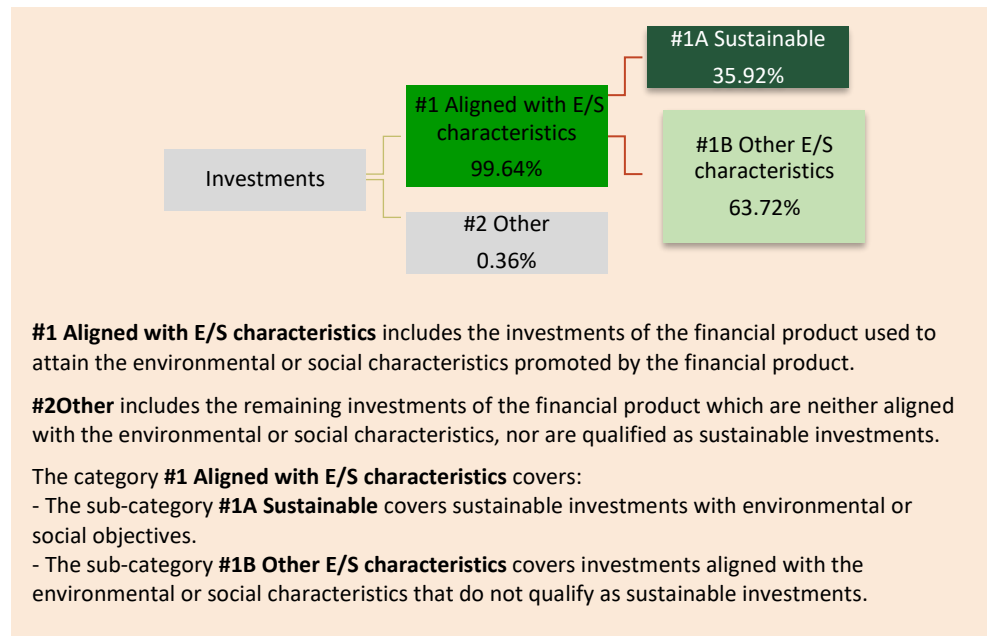 #1A Sustainable
35.92%
#1 Aligned with E/S
characteristics
99.64%
#1B Other E/S
characteristics
63.72%
Investments
#2 Other
0.36%
#1 Aligned with E/S characteristics includes the investments of the financial product used to
attain the environmental or social characteristics promoted by the financial product.
#2Other includes the remaining investments of the financial product which are neither aligned
with the environmental or social characteristics, nor are qualified as sustainable investments.
The category #1 Aligned with E/S characteristics covers:
- The sub-category #1A Sustainable covers sustainable investments with environmental or
social objectives.
- The sub-category #1B Other E/S characteristics covers investments aligned with the
environmental or social characteristics that do not qualify as sustainable investments.